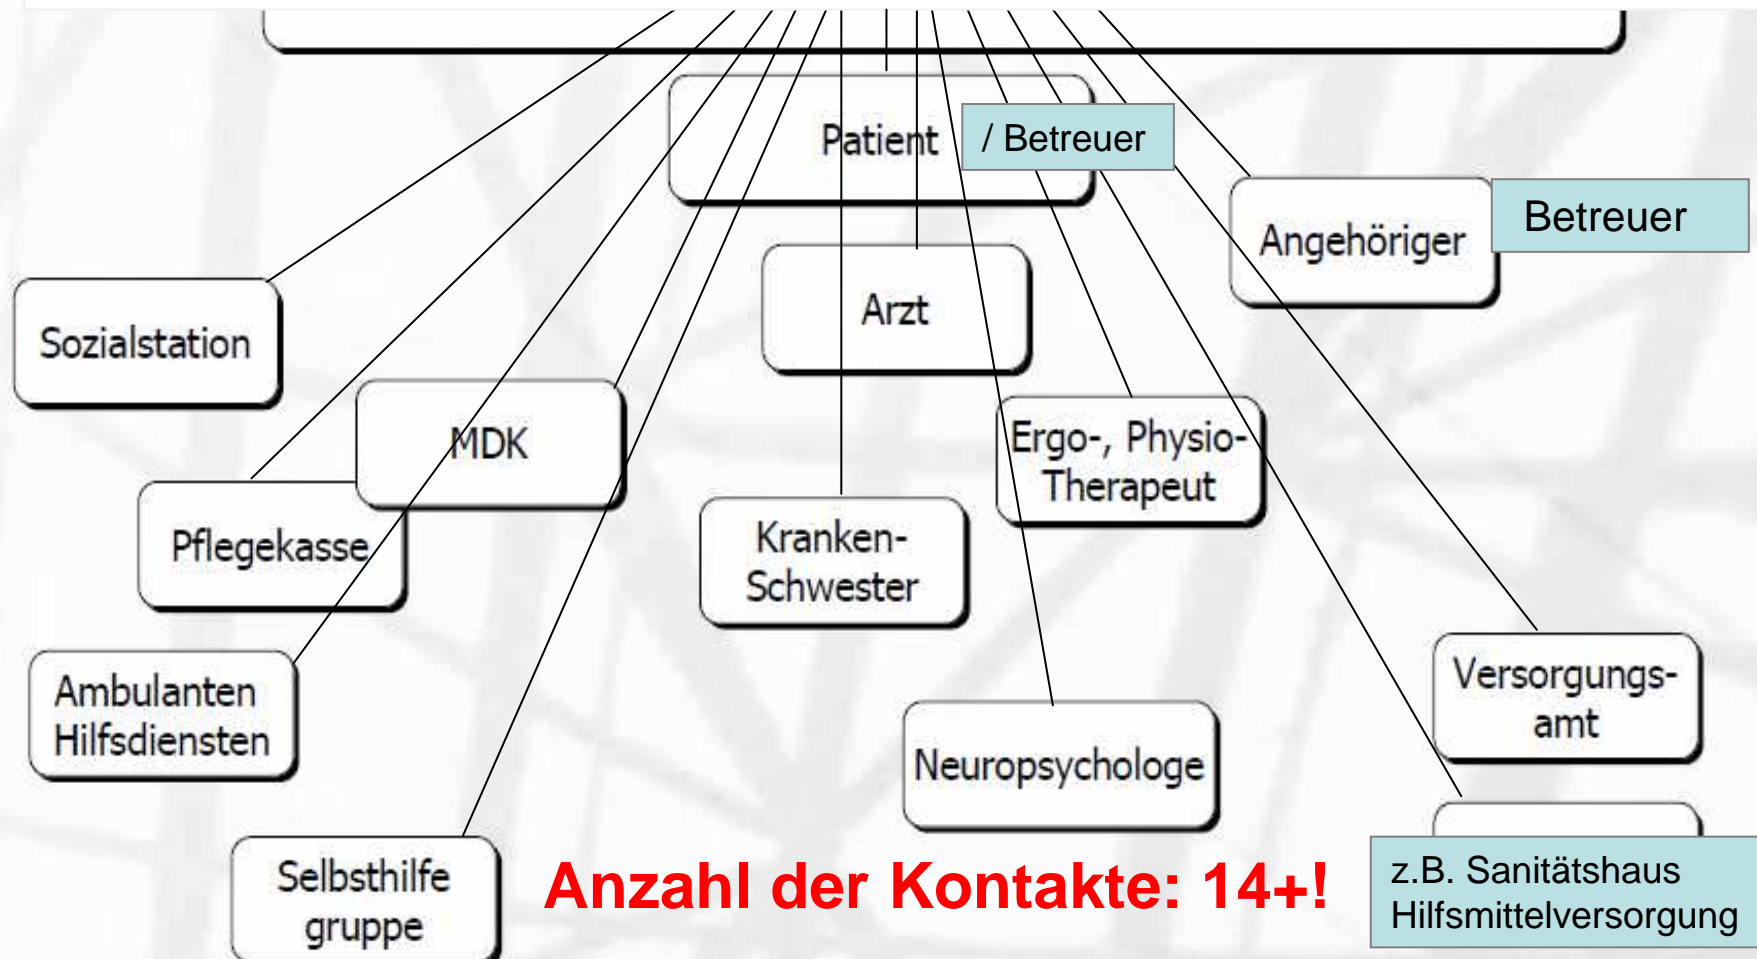 Patient / Betreuer
Angehöriger
Betreuer
Sozialstation
Arzt
MDK
Ergo-, Physio-
Therapeut
Pflegekasse
Kranken-
Schwester
Ambulanten
Hilfsdiensten
Neuropsychologe
Versorgungs-
amt
Selbsthilfe
gruppe
Anzahl der Kontakte: 14+!
z.B. Sanitätshaus
Hilfsmittelversorgung